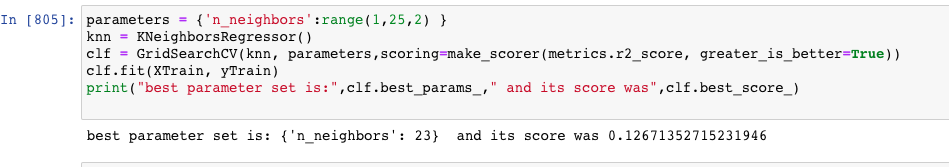 In [805]: parameters = {'n_neighbors':range(1,25,2) }
knn = KNeighborsRegressor()
clf = GridSearchCV(knn, parameters,scoring=make_scorer(metrics.r2_score, greater_is_better=True))
clf.fit(XTrain, yTrain)
print("best parameter set is:",clf.best_params_," and its score was",clf.best_score_)
best parameter set is: {'n_neighbors': 23}  and its score was 0.12671352715231946